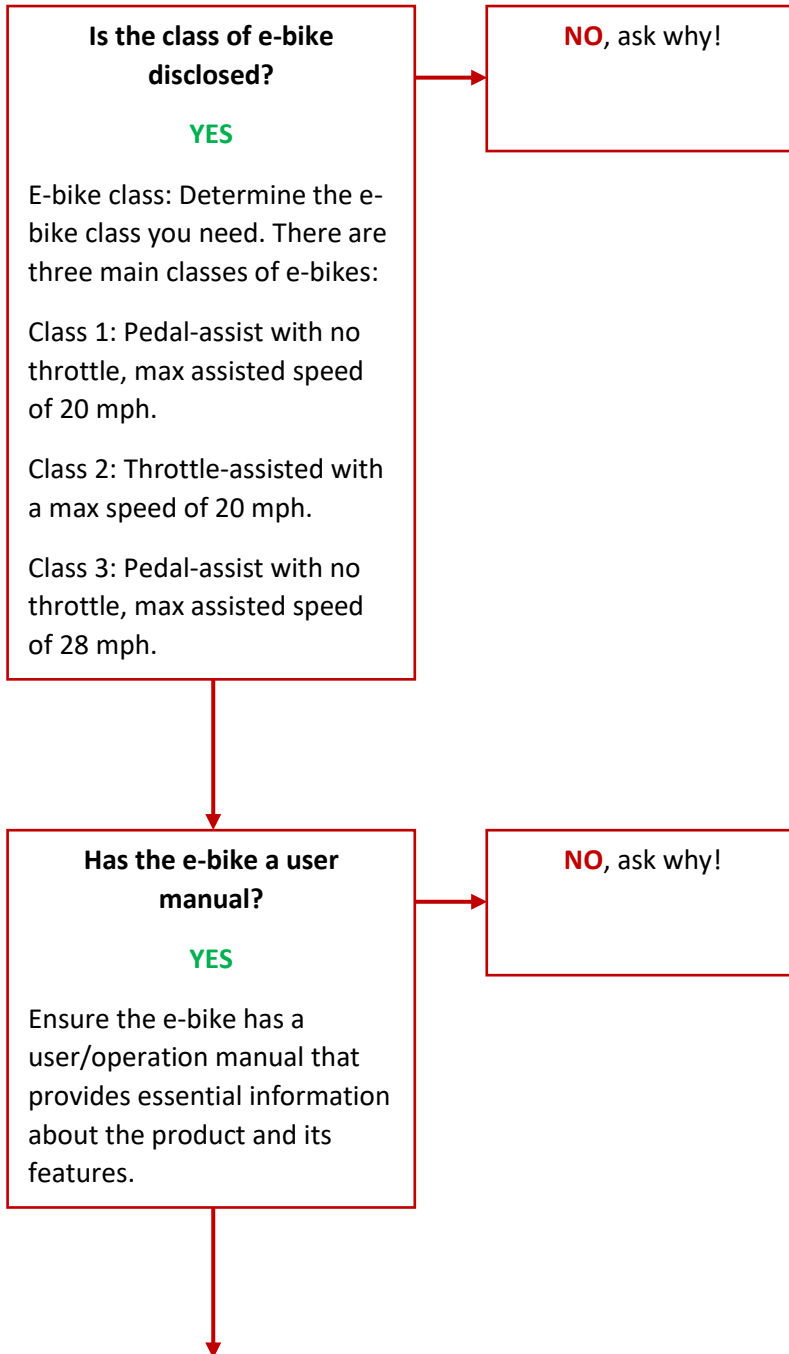 Is the class of e-bike
disclosed?
YES
E-bike class: Determine the e-
bike class you need. There are
three main classes of e-bikes:
Class 1: Pedal-assist with no
throttle, max assisted speed
of 20 mph.
Class 2: Throttle-assisted with
a max speed of 20 mph.
Class 3: Pedal-assist with no
throttle, max assisted speed
of 28 mph.
NO, ask why!
Has the e-bike a user
manual?
YES
Ensure the e-bike has a
user/operation manual that
provides essential information
about the product and its
features.
NO, ask why!